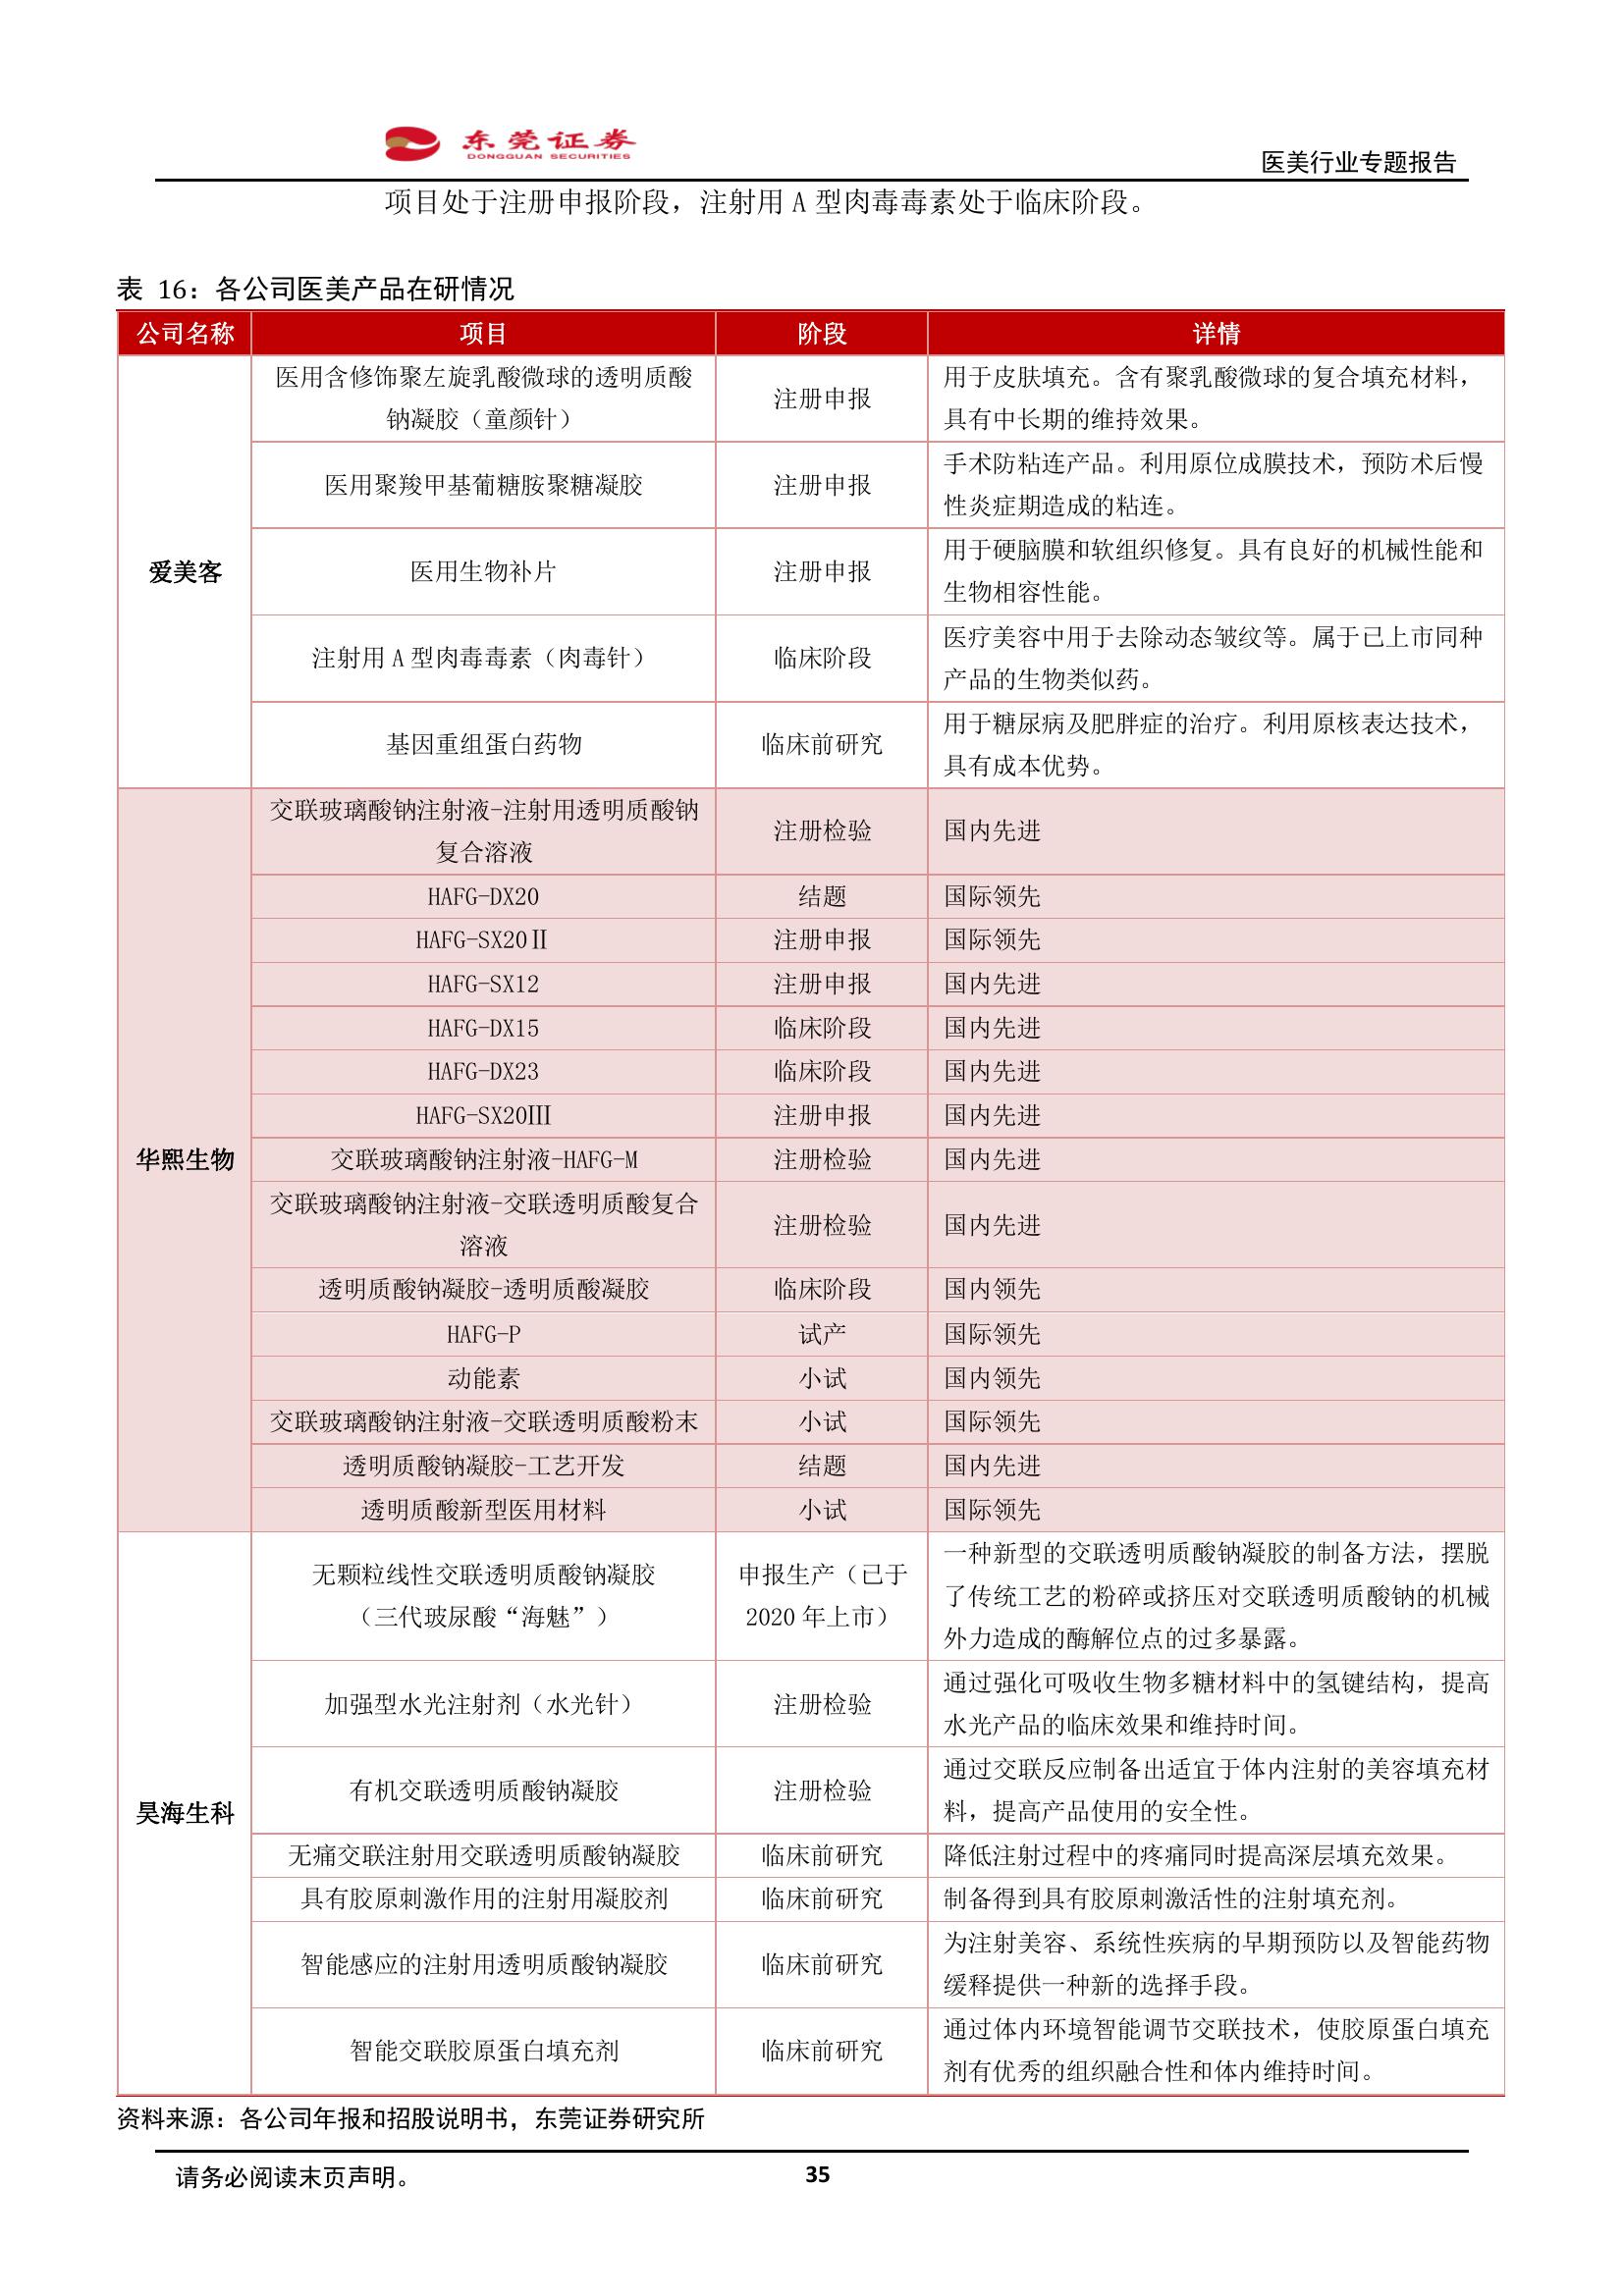 东莞证券
DONGGUAN SECURITIES
医美行业专题报告
项目处于注册申报阶段，注射用 A 型肉毒毒素处于临床阶段。
表 16：各公司医美产品在研情况
公司名称 项目 阶段 详情
爱美客
医用含修饰聚左旋乳酸微球的透明质酸
钠凝胶（童颜针）
注册申报
用于皮肤填充。含有聚乳酸微球的复合填充材料，
具有中长期的维持效果。
医用聚羧甲基葡糖胺聚糖凝胶
注册申报
手术防粘连产品。利用原位成膜技术，预防术后慢
性炎症期造成的粘连。
医用生物补片
注册申报
用于硬脑膜和软组织修复。具有良好的机械性能和
生物相容性能。
注射用 A 型肉毒毒素（肉毒针）
临床阶段
医疗美容中用于去除动态皱纹等。属于已上市同种
产品的生物类似药。
基因重组蛋白药物
临床前研究
用于糖尿病及肥胖症的治疗。利用原核表达技术，
具有成本优势。
华熙生物
交联玻璃酸钠注射液-注射用透明质酸钠
复合溶液
注册检验
国内先进
HAFG-DX20 结题 国际领先
HAFG-SX20Ⅱ 注册申报 国际领先
HAFG-SX12 注册申报 国内先进
HAFG-DX15 临床阶段 国内先进
HAFG-DX23 临床阶段 国内先进
HAFG-SX20Ⅲ 注册申报 国内先进
交联玻璃酸钠注射液-HAFG-M 注册检验 国内先进
交联玻璃酸钠注射液-交联透明质酸复合
溶液
注册检验
国内先进
透明质酸钠凝胶-透明质酸凝胶 临床阶段 国内领先
HAFG-P 试产 国际领先
动能素 小试 国内领先
交联玻璃酸钠注射液-交联透明质酸粉末 小试 国际领先
透明质酸钠凝胶-工艺开发 结题 国内先进
透明质酸新型医用材料 小试 国际领先
昊海生科
无颗粒线性交联透明质酸钠凝胶
（三代玻尿酸“海魅”）
申报生产（已于
2020 年上市）
一种新型的交联透明质酸钠凝胶的制备方法，摆脱
了传统工艺的粉碎或挤压对交联透明质酸钠的机械
外力造成的酶解位点的过多暴露。
加强型水光注射剂（水光针）
注册检验
通过强化可吸收生物多糖材料中的氢键结构，提高
水光产品的临床效果和维持时间。
有机交联透明质酸钠凝胶
注册检验
通过交联反应制备出适宜于体内注射的美容填充材
料，提高产品使用的安全性。
无痛交联注射用交联透明质酸钠凝胶 临床前研究 降低注射过程中的疼痛同时提高深层填充效果。
具有胶原刺激作用的注射用凝胶剂 临床前研究 制备得到具有胶原刺激活性的注射填充剂。
智能感应的注射用透明质酸钠凝胶
临床前研究
为注射美容、系统性疾病的早期预防以及智能药物
缓释提供一种新的选择手段。
智能交联胶原蛋白填充剂
临床前研究
通过体内环境智能调节交联技术，使胶原蛋白填充
剂有优秀的组织融合性和体内维持时间。
资料来源：各公司年报和招股说明书，东莞证券研究所
请务必阅读末页声明。
35